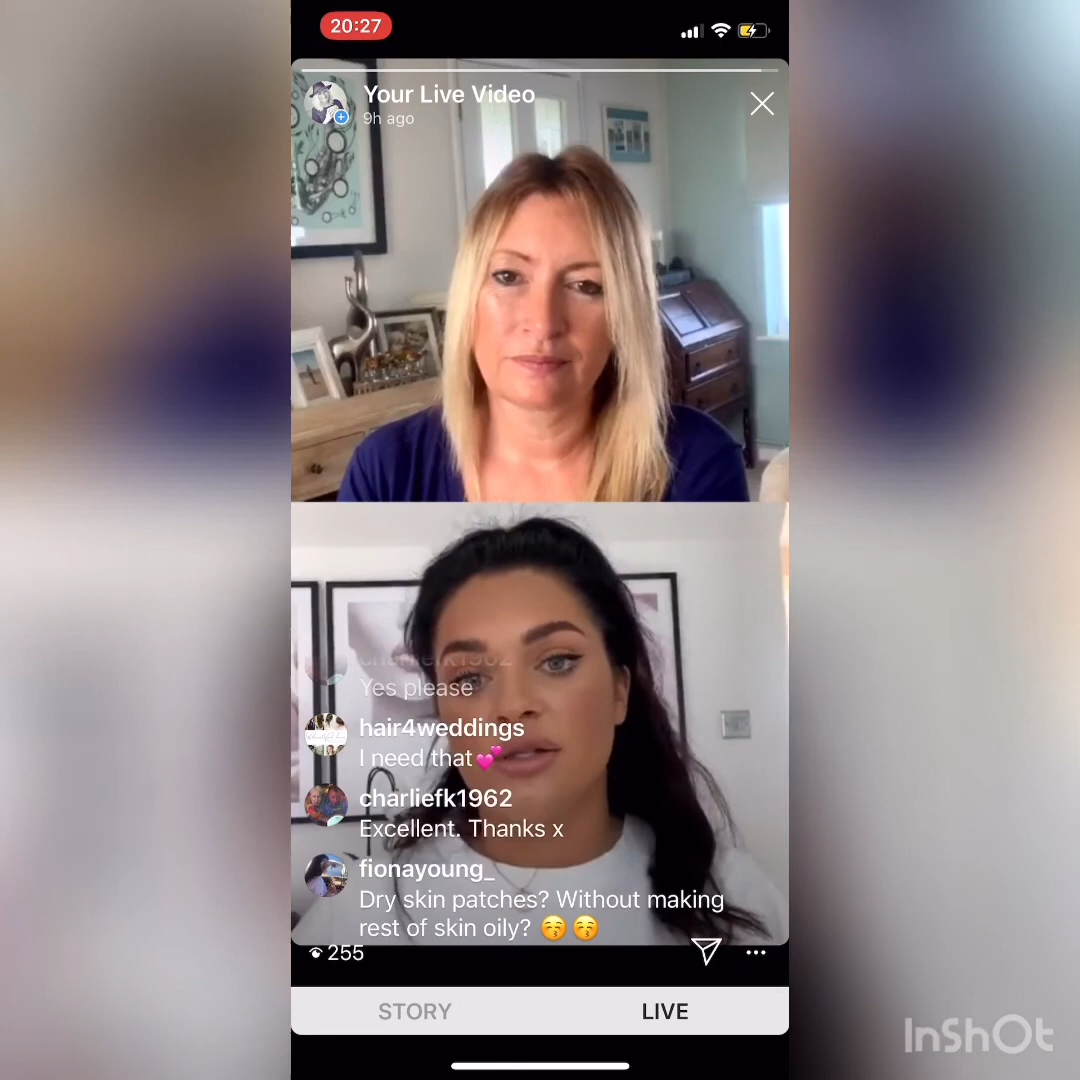 20:27
Your Live Video
9h ago
charliefk1962
Yes please
hair4weddings
I need that💕
charliefk1962
Excellent. Thanks x
fionayoung_
Dry skin patches? Without making
rest of skin oily? 😚 😚
255
STORY LIVE
InShOt